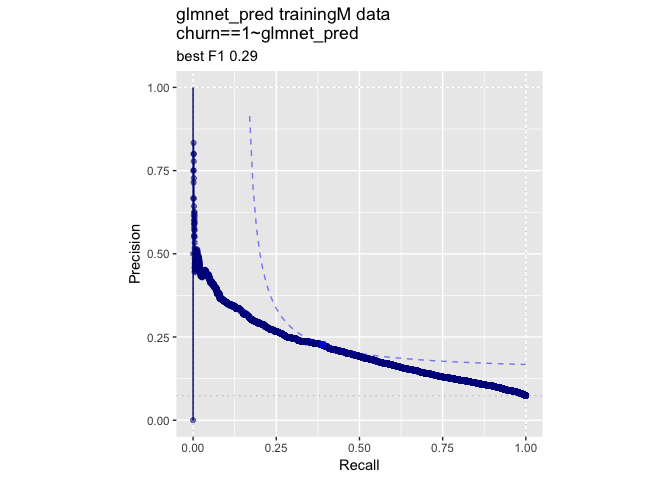 glmnet_pred trainingM data
churn==1~glmnet_pred
best F1 0.29
1.00
0.75
0.50
0.25
0.00
Precision
0.00 0.25 0.50 0.75 1.00
Recall